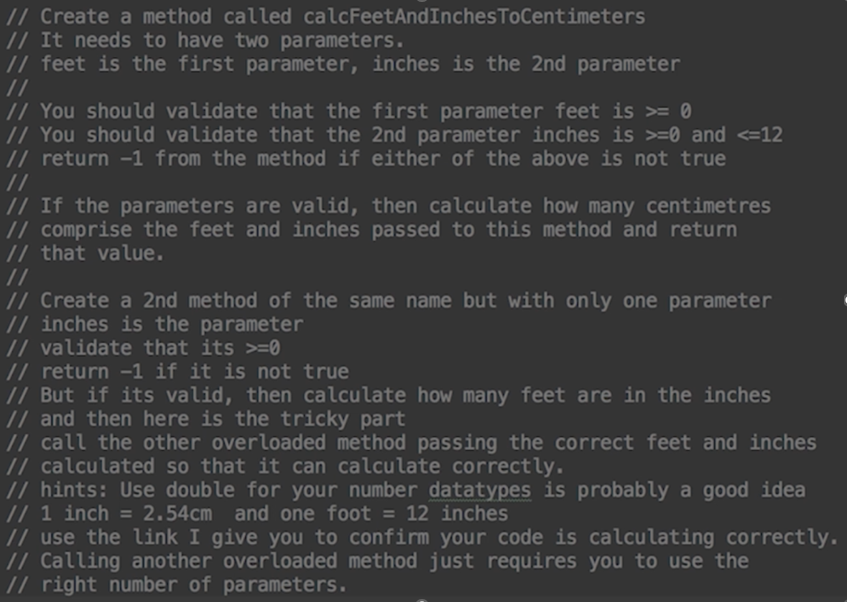 // Create a method called calcFeetAndInchesToCentimeters
// It needs to have two parameters.
// feet is the first parameter, inches is the 2nd parameter
//
// You should validate that the first parameter feet is >= 0
// You should validate that the 2nd parameter inches is >=0 and <=12
// return -1 from the method if either of the above is not true
//
// If the parameters are valid, then calculate how many centimetres
// comprise the feet and inches passed to this method and return
// that value.
//
// Create a 2nd method of the same name but with only one parameter
// inches is the parameter
// validate that its >=0
// return -1 if it is not true
// But if its valid, then calculate how many feet are in the inches
// and then here is the tricky part
// call the other overloaded method passing the correct feet and inches
// calculated so that it can calculate correctly.
// hints: Use double for your number datatypes is probably a good idea
// 1 inch = 2.54cm  and one foot = 12 inches
// use the link I give you to confirm your code is calculating correctly.
// Calling another overloaded method just requires you to use the
// right number of parameters.